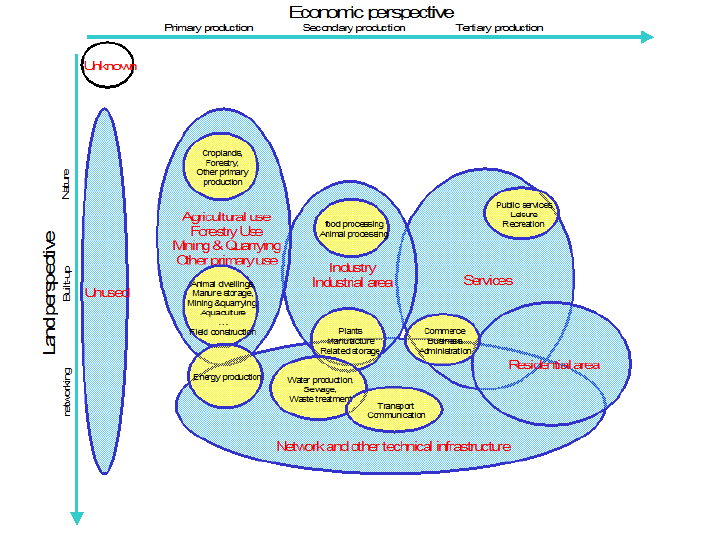 Economic perspective
Primary production
Secondary production
Tertiary production
Unknown
Land perspective
Nature
Built-up
networking
Unused
Croplands,
Forestry,
Other primary
production
Agricultural use
Forestry Use
Mining & Quarrying
Other primary use
Animal dwellings
Manure storage,
Mining &quarrying
Aquaculture
…
Field construction
Energy production
food processing
Animal processing
Industry
Industrial area
Plants
Manufacture
Related storage
Water production,
Sewage,
Waste treatment
Transport
Communication
Public services,
Leisure
Recreation
Services
Commerce
Business
Administration
Residential area
Network and other technical infrastructure